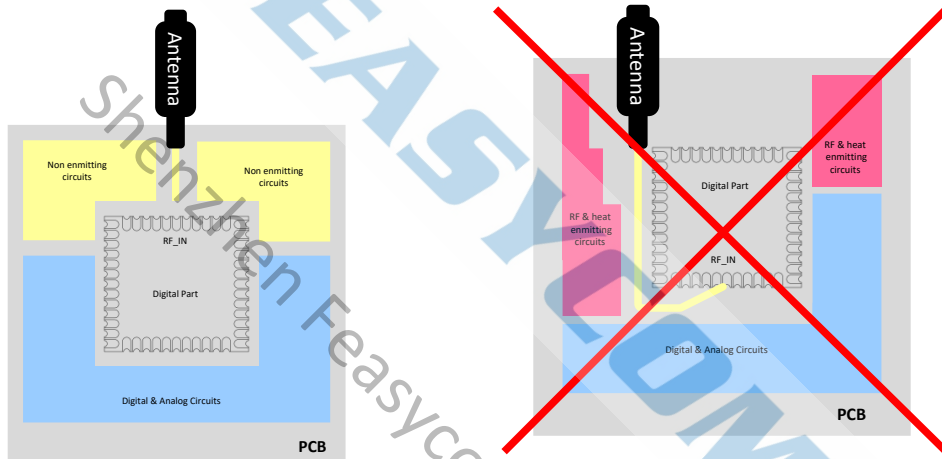 Antenna
Non enmitting
circuits
Non enmitting
circuits
RF_IN
Digital Part
Digital & Analog Circuits
PCB
Antenna
RF & heat
enmitting
circuits
Digital Part
RF & heat
enmitting
circuits
RF_IN
Digital & Analog Circuits
PCB
Shenzhen Feasyco
EASYCOM